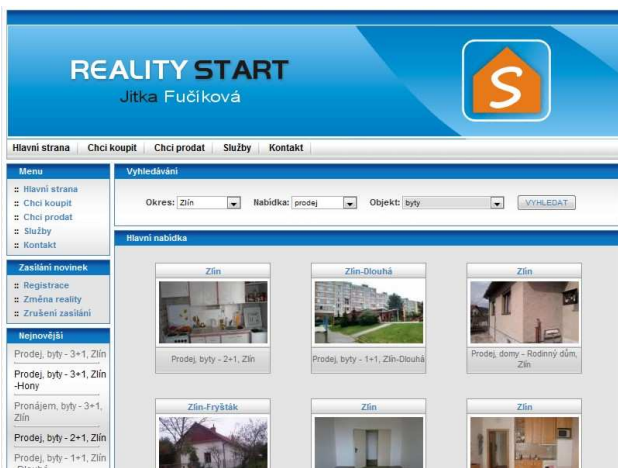 REALITY START
Jitka Fučíková
S
Hlavní strana Chci koupit Chci prodat Služby Kontakt
Menu
:: Hlavní strana
:: Chci koupit
:: Chci prodat
:: Služby
:: Kontakt
Vyhledávání
Okres: Zlín Nabídka: prodej Objekt: byty VYHLEDAT
Zasílání novinek
:: Registrace
:: Změna reality
:: Zrušení zasílání
Nejnovější
Prodej, byty - 3+1, Zlín
Prodej, byty - 3+1, Zlín
-Hony
Pronájem, byty - 3+1,
Zlín
Prodej, byty - 2+1, Zlín
Prodej, byty - 1+1, Zlín
-Dlouhá
Hlavní nabídka
Zlín
Prodej, byty - 2+1, Zlín
Zlín-Dlouhá
Prodej, byty - 1+1, Zlín-Dlouhá
Zlín
Prodej, domy - Rodinný dům,
Zlín
Zlín-Fryšták
Zlín
Zlín